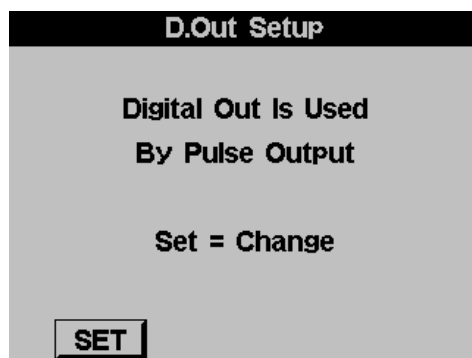 D.Out Setup
Digital Out Is Used
By Pulse Output
Set = Change
SET